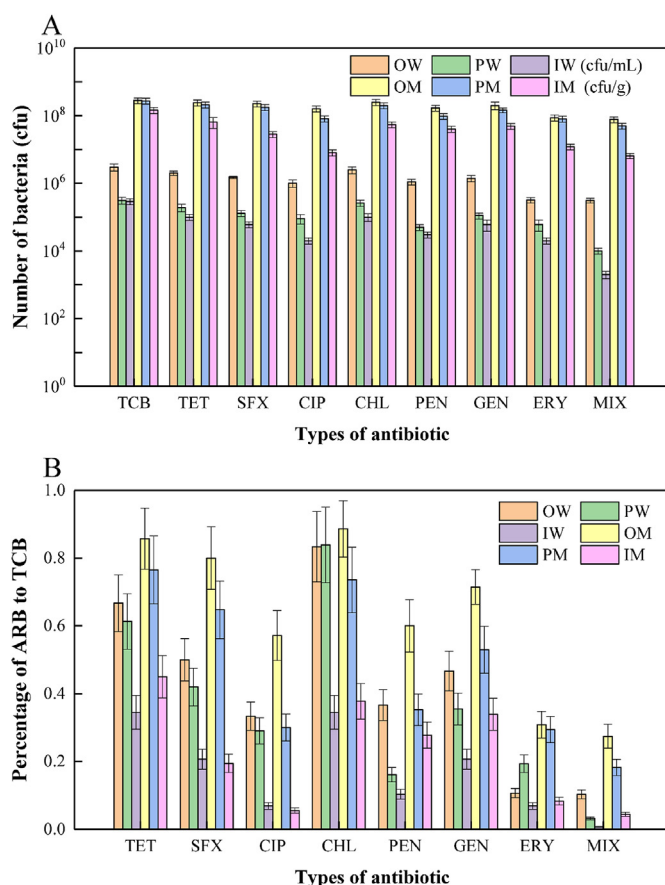 A
10^10
10^8
10^6
10^4
10^2
10^0
Number of bacteria (cfu)
OW PW IW (cfu/mL)
OM PM IM (cfu/g)
TCB TET SFX CIP CHL PEN GEN ERY MIX
Types of antibiotic
B
1.0
0.8
0.6
0.4
0.2
0.0
Percentage of ARB to TCB
OW PW
IW OM
PM IM
TET SFX CIP CHL PEN GEN ERY MIX
Types of antibiotic